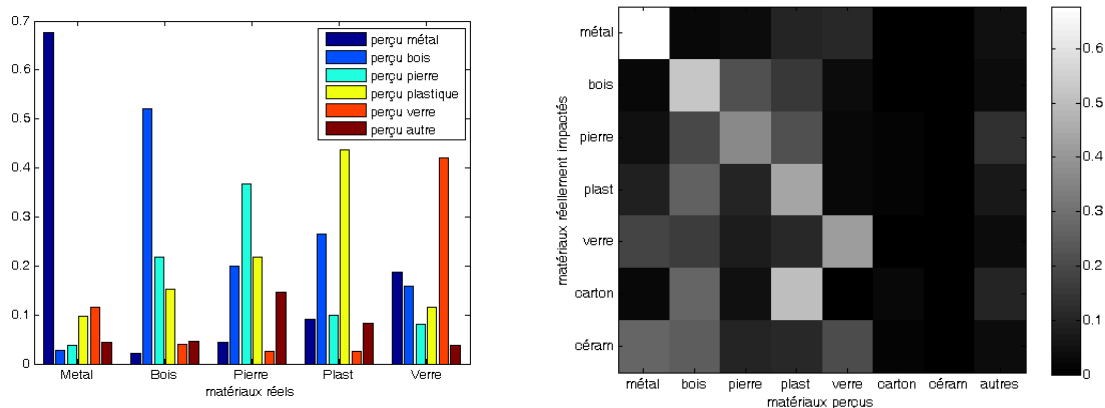 0.7
0.6
0.5
0.4
0.3
0.2
0.1
0
perçu métal
perçu bois
perçu pierre
perçu plastique
perçu verre
perçu autre
Metal Bois Pierre Plast Verre
matériaux réels
matériaux réellement impactés
métal
bois
pierre
plast
verre
carton
céram
métal bois pierre plast verre carton céram autres
matériaux perçus
0.6
0.5
0.4
0.3
0.2
0.1
0